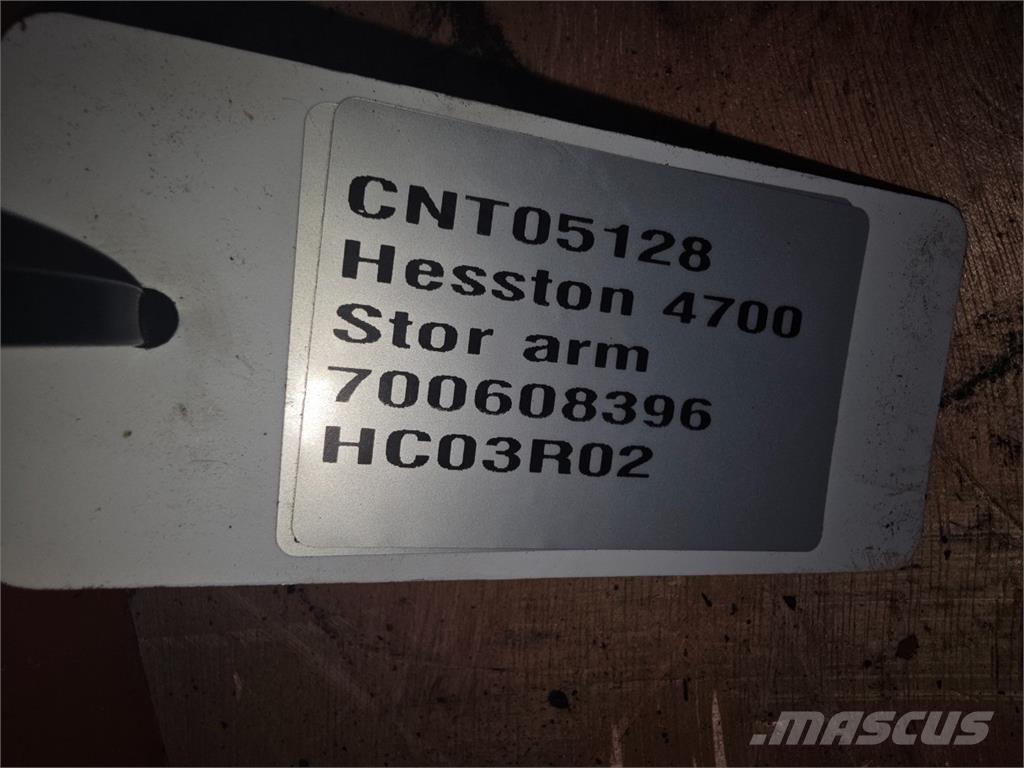 CNT05128
Hesston 4700
Stor arm
700608396
HC03R02
MASCUS